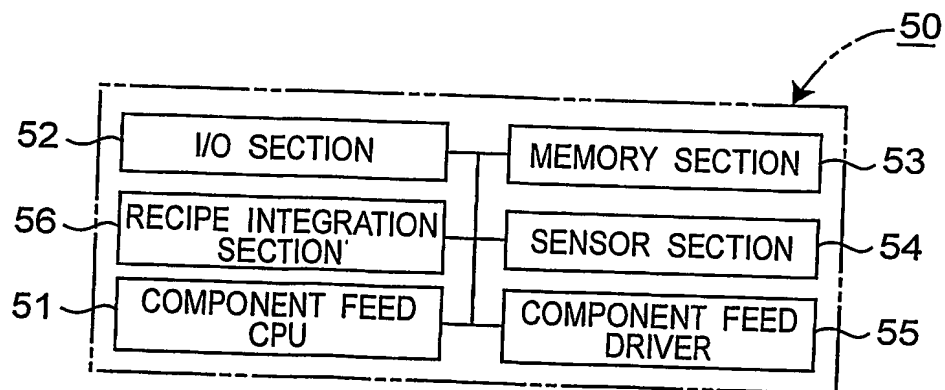 50
52
I/O SECTION
MEMORY SECTION
53
56
RECIPE INTEGRATION
SECTION'
SENSOR SECTION
54
51
COMPONENT FEED
CPU
COMPONENT FEED
DRIVER
55